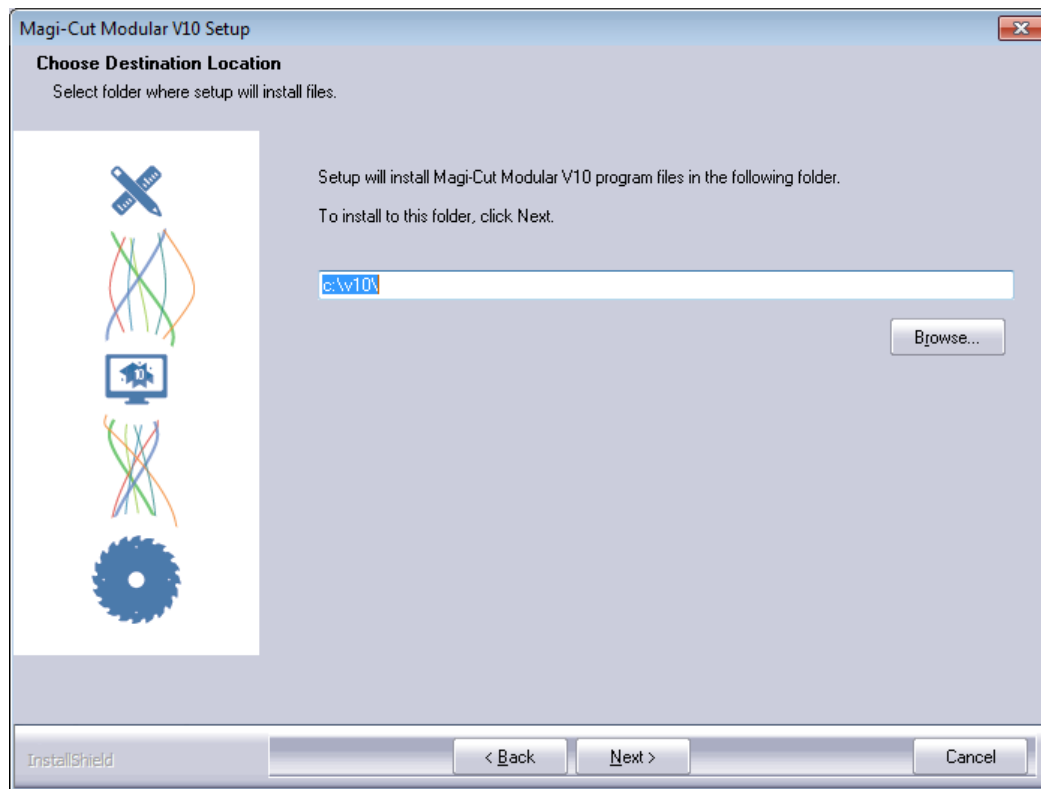 Magi-Cut Modular V10 Setup
Choose Destination Location
Select folder where setup will install files.
Setup will install Magi-Cut Modular V10 program files in the following folder.
To install to this folder, click Next.
c:\v10\
Browse...
10
InstallShield
< Back
Next >
Cancel